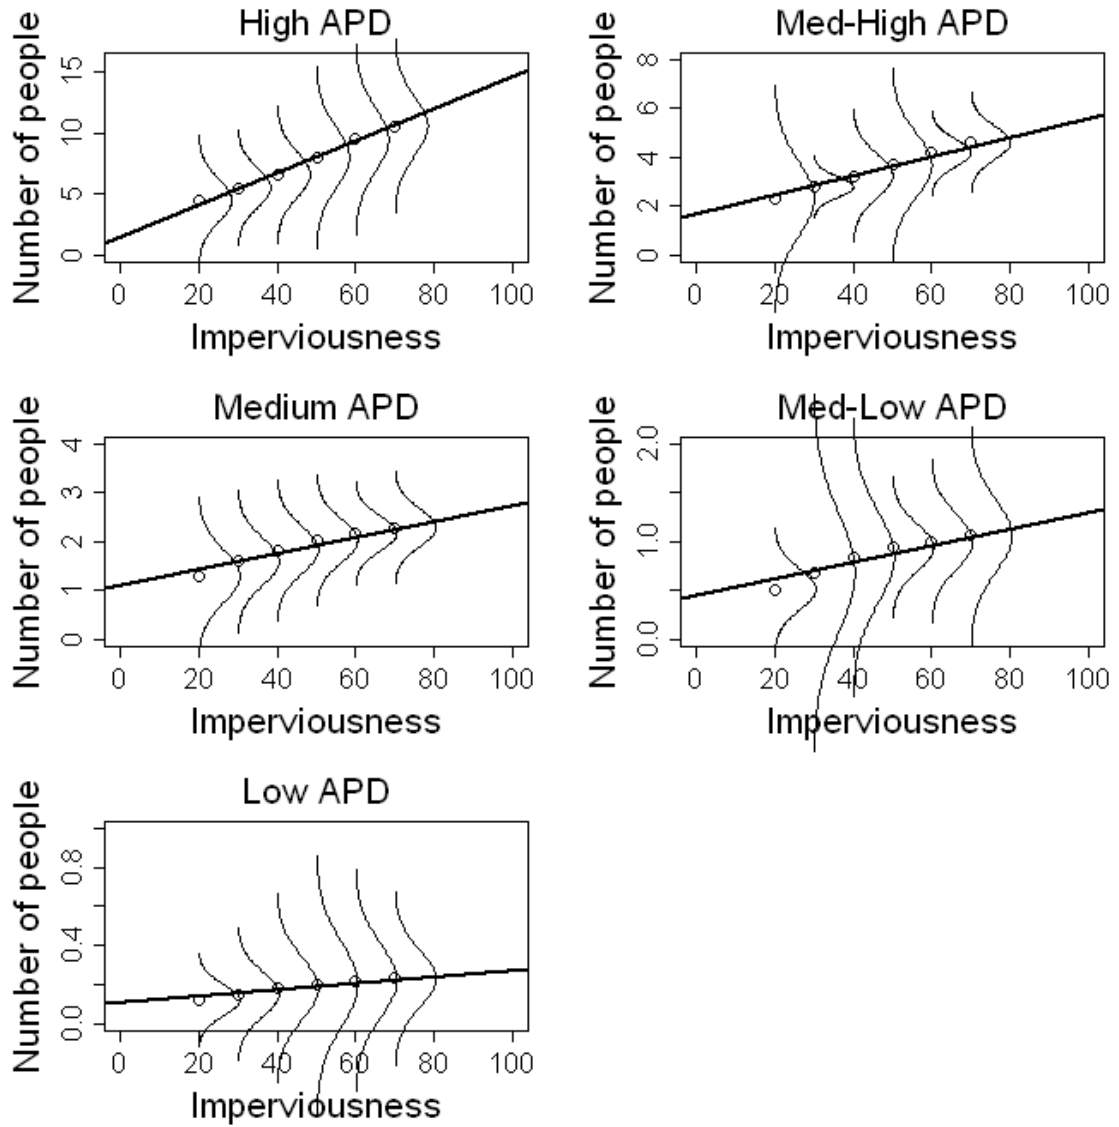 High APD
Number of people
0 5 10 15
0 20 40 60 80 100
Imperviousness
Med-High APD
Number of people
0 2 4 6 8
0 20 40 60 80 100
Imperviousness
Medium APD
Number of people
0 1 2 3 4
0 20 40 60 80 100
Imperviousness
Med-Low APD
Number of people
0.0 1.0 2.0
0 20 40 60 80 100
Imperviousness
Low APD
Number of people
0.0 0.4 0.8
0 20 40 60 80 100
Imperviousness